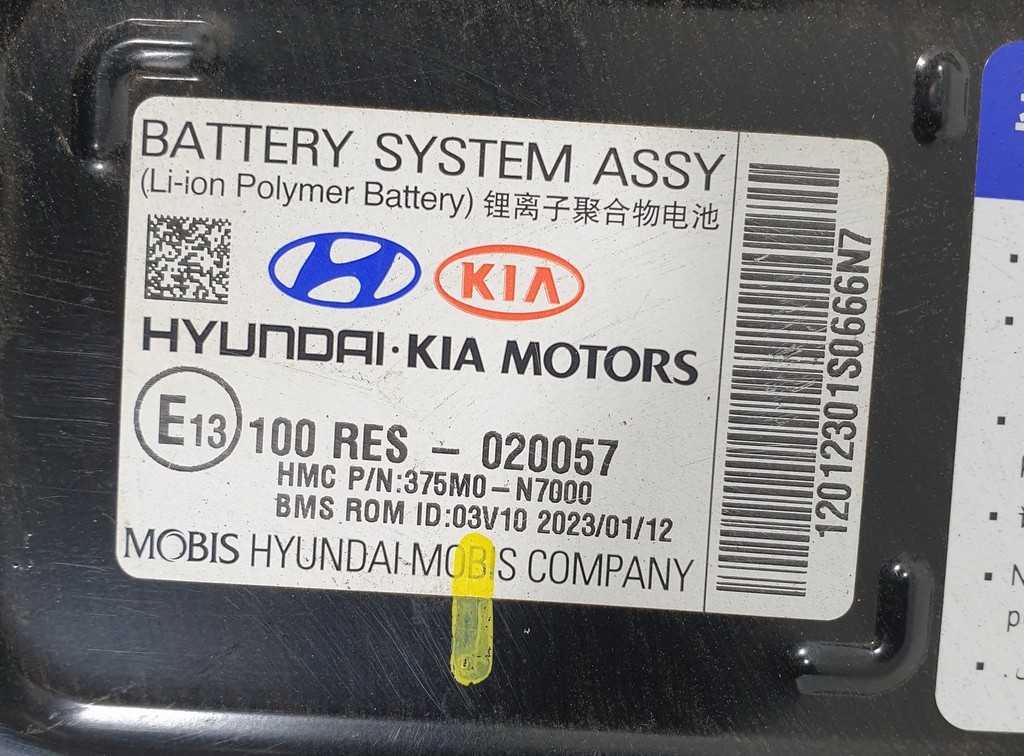 BATTERY SYSTEM ASSY
(Li-ion Polymer Battery) 锂离子聚合物电池
KIA
HYUNDAI·KIA MOTORS
E13 100 RES - 020057
HMC P/N:375M0-N7000
BMS ROM ID:03V10 2023/01/12
MOBIS HYUNDAI-MOBIS COMPANY
12012301S0666N7